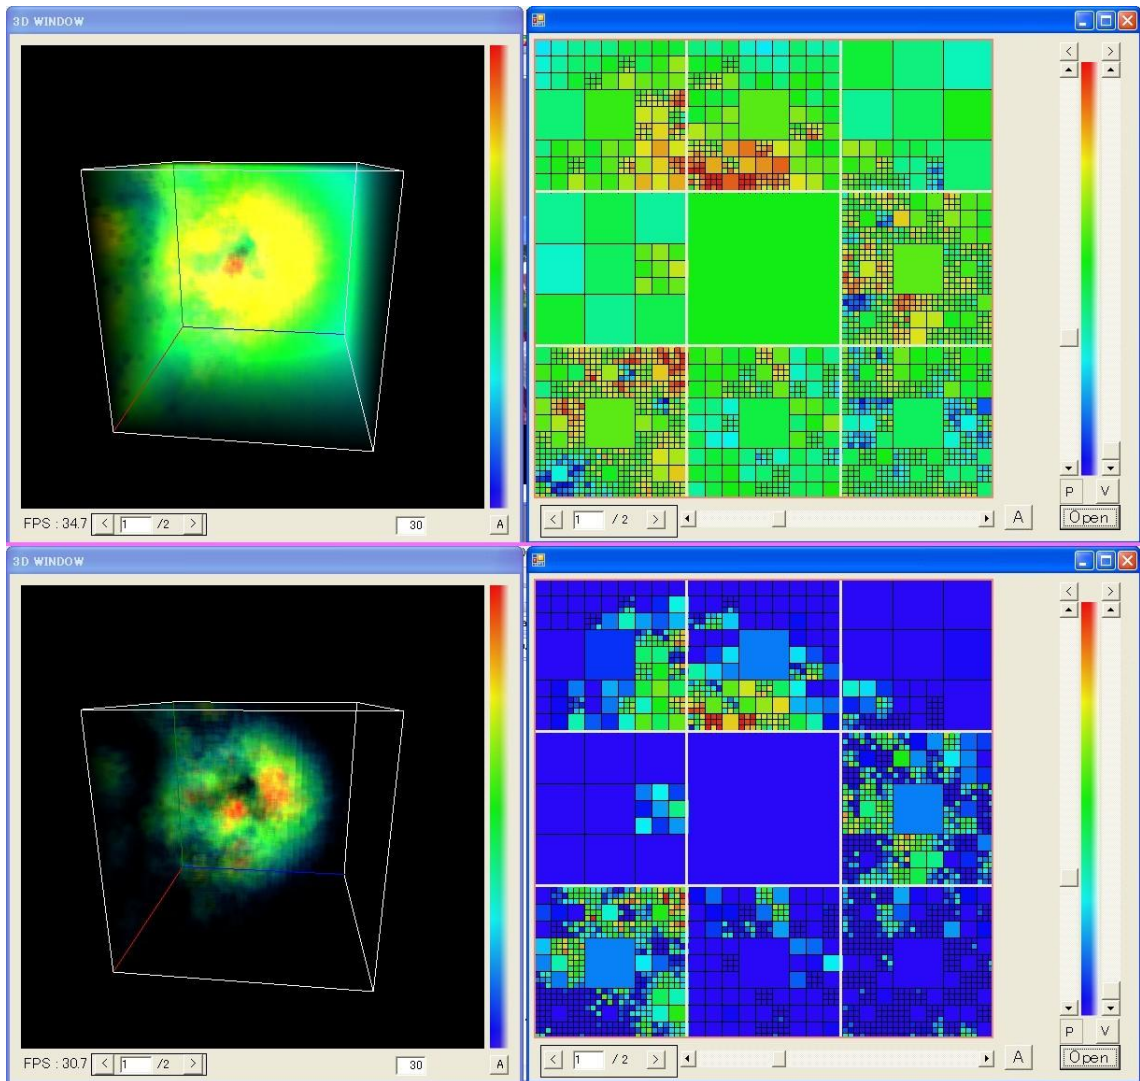 3D WINDOW
< >
P V
Open
FPS : 34.7 < 1 /2 > 30 A
< 1 / 2 > A
3D WINDOW
< >
P V
Open
FPS : 30.7 < 1 /2 > 30 A
< 1 / 2 > A